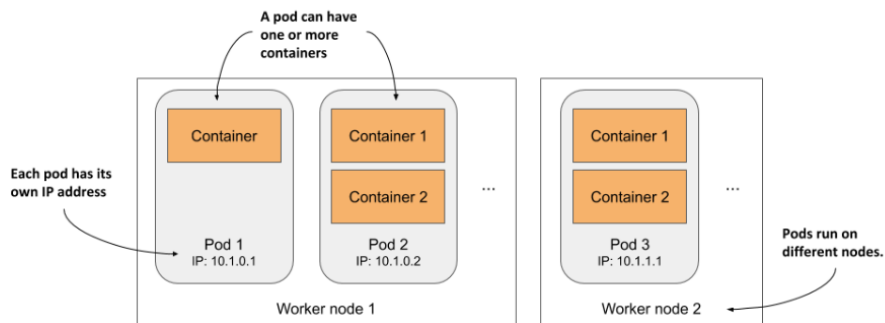 A pod can have
one or more
containers
Container
Container 1
Container 1
Each pod has its
own IP address
Container 2
...
Container 2
...
Pod 1
IP: 10.1.0.1
Pod 2
IP: 10.1.0.2
Pod 3
IP: 10.1.1.1
Pods run on
different nodes.
Worker node 1
Worker node 2